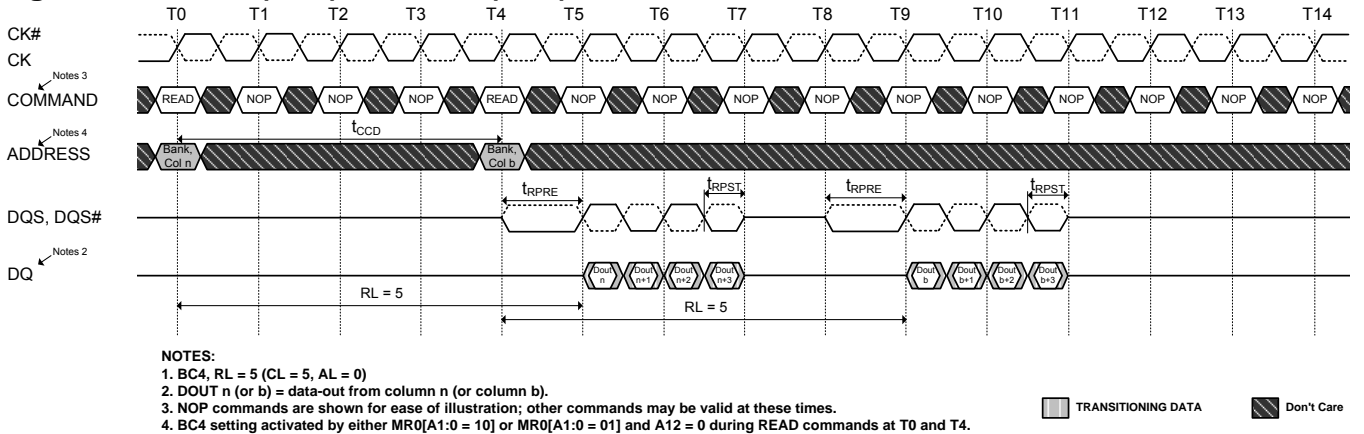 T0 T1 T2 T3 T4 T5 T6 T7 T8 T9 T10 T11 T12 T13 T14
CK#
CK
Notes 3
COMMAND READ NOP NOP NOP READ NOP NOP NOP NOP NOP NOP NOP NOP NOP NOP
tCCD
Notes 4
ADDRESS Bank, Col n Bank, Col b
tRPRE tRPST tRPRE tRPST
DQS, DQS#
Notes 2
DQ Dout n Dout n+1 Dout n+2 Dout n+3 Dout b Dout b+1 Dout b+2 Dout b+3
RL = 5
RL = 5
NOTES:
1. BC4, RL = 5 (CL = 5, AL = 0)
2. DOUT n (or b) = data-out from column n (or column b).
3. NOP commands are shown for ease of illustration; other commands may be valid at these times.
4. BC4 setting activated by either MR0[A1:0 = 10] or MR0[A1:0 = 01] and A12 = 0 during READ commands at T0 and T4.
TRANSITIONING DATA Don't Care